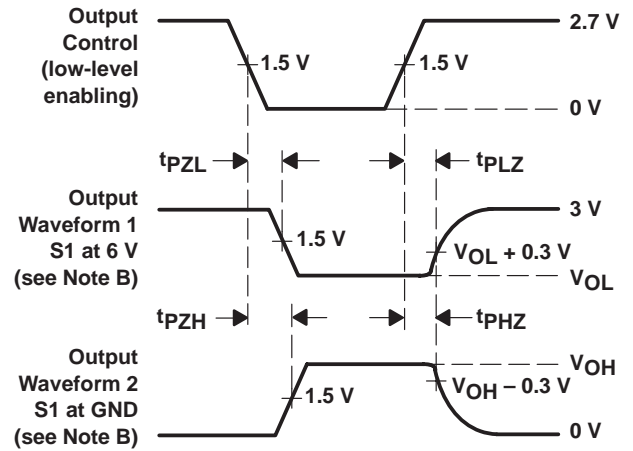 Output
Control
(low-level
enabling)
2.7 V
1.5 V
1.5 V
0 V
tPZL
tPLZ
Output
Waveform 1
S1 at 6 V
(see Note B)
3 V
1.5 V
VOL + 0.3 V
VOL
tPZH
tPHZ
Output
Waveform 2
S1 at GND
(see Note B)
VOH
1.5 V
VOH – 0.3 V
0 V